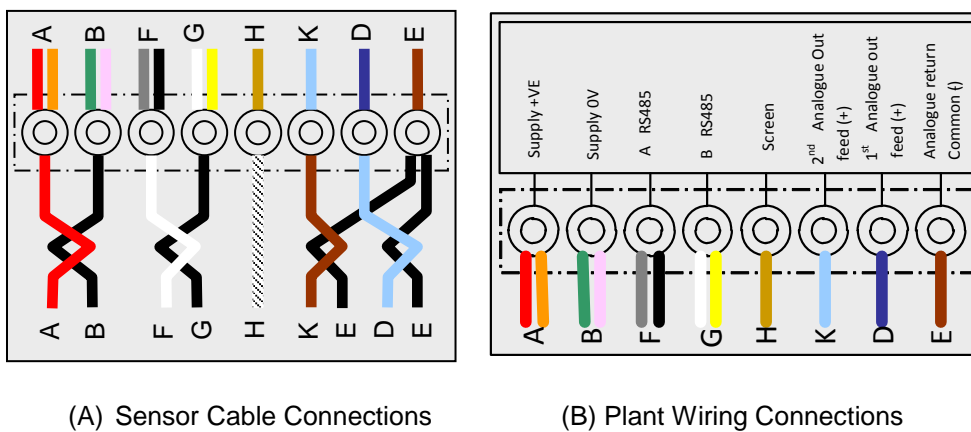 A B F G H K D E
A B F G H K E D E
(A) Sensor Cable Connections
Supply +VE
Supply 0V
A RS485
B RS485
Screen
2nd Analogue Out
feed (+)
1st Analogue out
feed (+)
Analogue return
Common (-)
A B F G H K D E
(B) Plant Wiring Connections